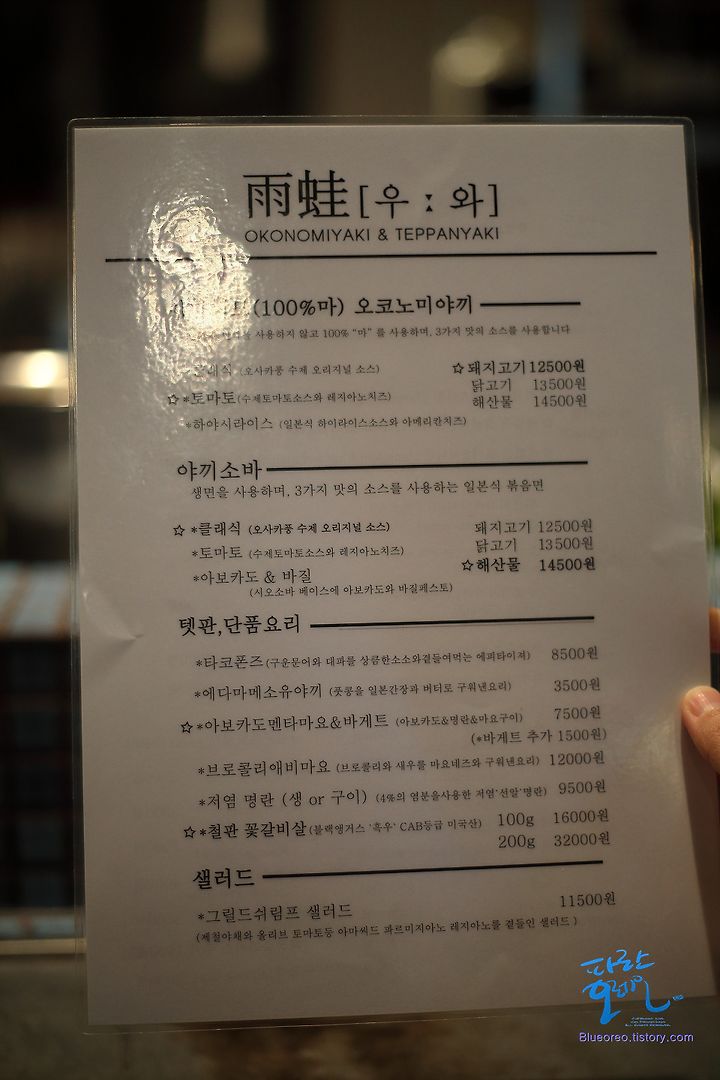 雨蛙[우:와]
OKONOMIYAKI & TEPPANYAKI
(100%마) 오코노미야끼
사용하지 않고 100% "마" 를 사용하며, 3가지 맛의 소스를 사용합니다
클래식 (오사카풍 수제 오리지널 소스) ☆돼지고기 12500원
닭고기 13500원
☆*토마토(수제토마토소스와 레지아노치즈) 해산물 14500원
*하야시라이스 (일본식 하이라이스소스와 아메리칸치즈)
야끼소바
생면을 사용하며, 3가지 맛의 소스를 사용하는 일본식 볶음면
☆ *클래식 (오사카풍 수제 오리지널 소스) 돼지고기 12500원
*토마토 (수제토마토소스와 레지아노치즈) 닭고기 13500원
☆해산물 14500원
*아보카도 & 바질
(시오소바 베이스에 아보카도와 바질페스토)
텟판,단품요리
*타코폰즈(구운문어와 대파를 상큼한소소와곁들여먹는 에피타이져) 8500원
*에다마메소유야끼 (풋콩을 일본간장과 버터로 구워낸요리) 3500원
☆*아보카도멘타마요&바게트 (아보카도&명란&마요구이) 7500원
(*바게트 추가 1500원)
*브로콜리애비마요 (브로콜리와 새우를 마요네즈와 구워낸요리) 12000원
*저염 명란 (생 or 구이) (4%의 염분을사용한 저염'선알'명란) 9500원
☆*철판 꽃갈비살(블랙앵거스 '흑우' CAB등급 미국산) 100g 16000원
200g 32000원
샐러드
*그릴드쉬림프 샐러드 11500원
(제철야채와 올리브 토마토등 아마씨드 파르미지아노 레지아노를 곁들인 샐러드 )
파란오레오
Blueoreo.tistory.com